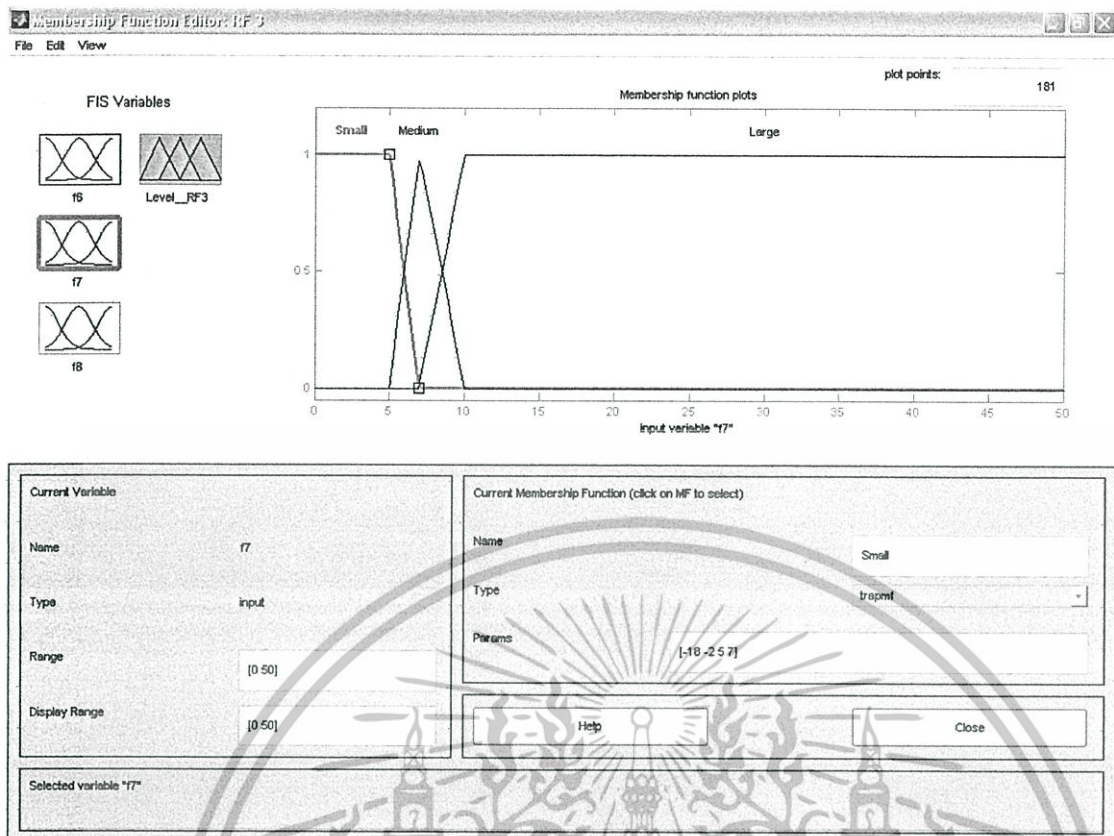 Membership Function Editor: RF 3
File Edit View
FIS Variables
f6
Level__RF3
f7
f8
plot points:
181
Membership function plots
Small Medium Large
1
0.5
0
0 5 10 15 20 25 30 35 40 45 50
input variable "f7"
Current Variable
Name f7
Type input
Range [0 50]
Display Range [0 50]
Current Membership Function (click on MF to select)
Name Small
Type trapmf
Params [-18 -2 5 7]
Help Close
Selected variable "f7"